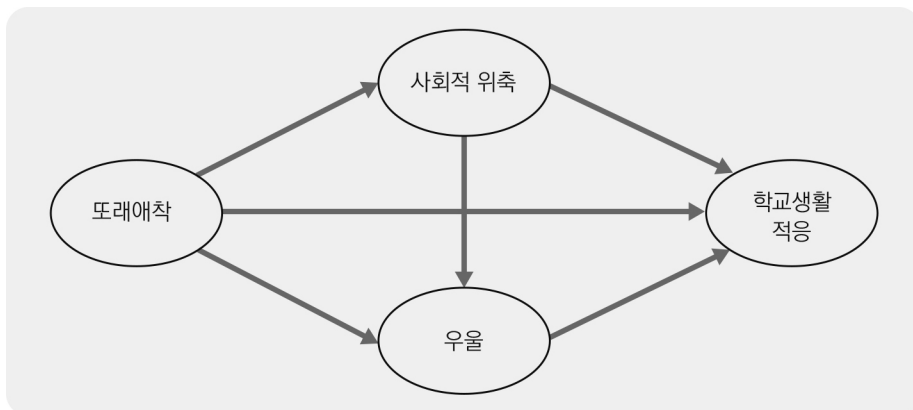 사회적 위축
또래애착
학교생활
적응
우울